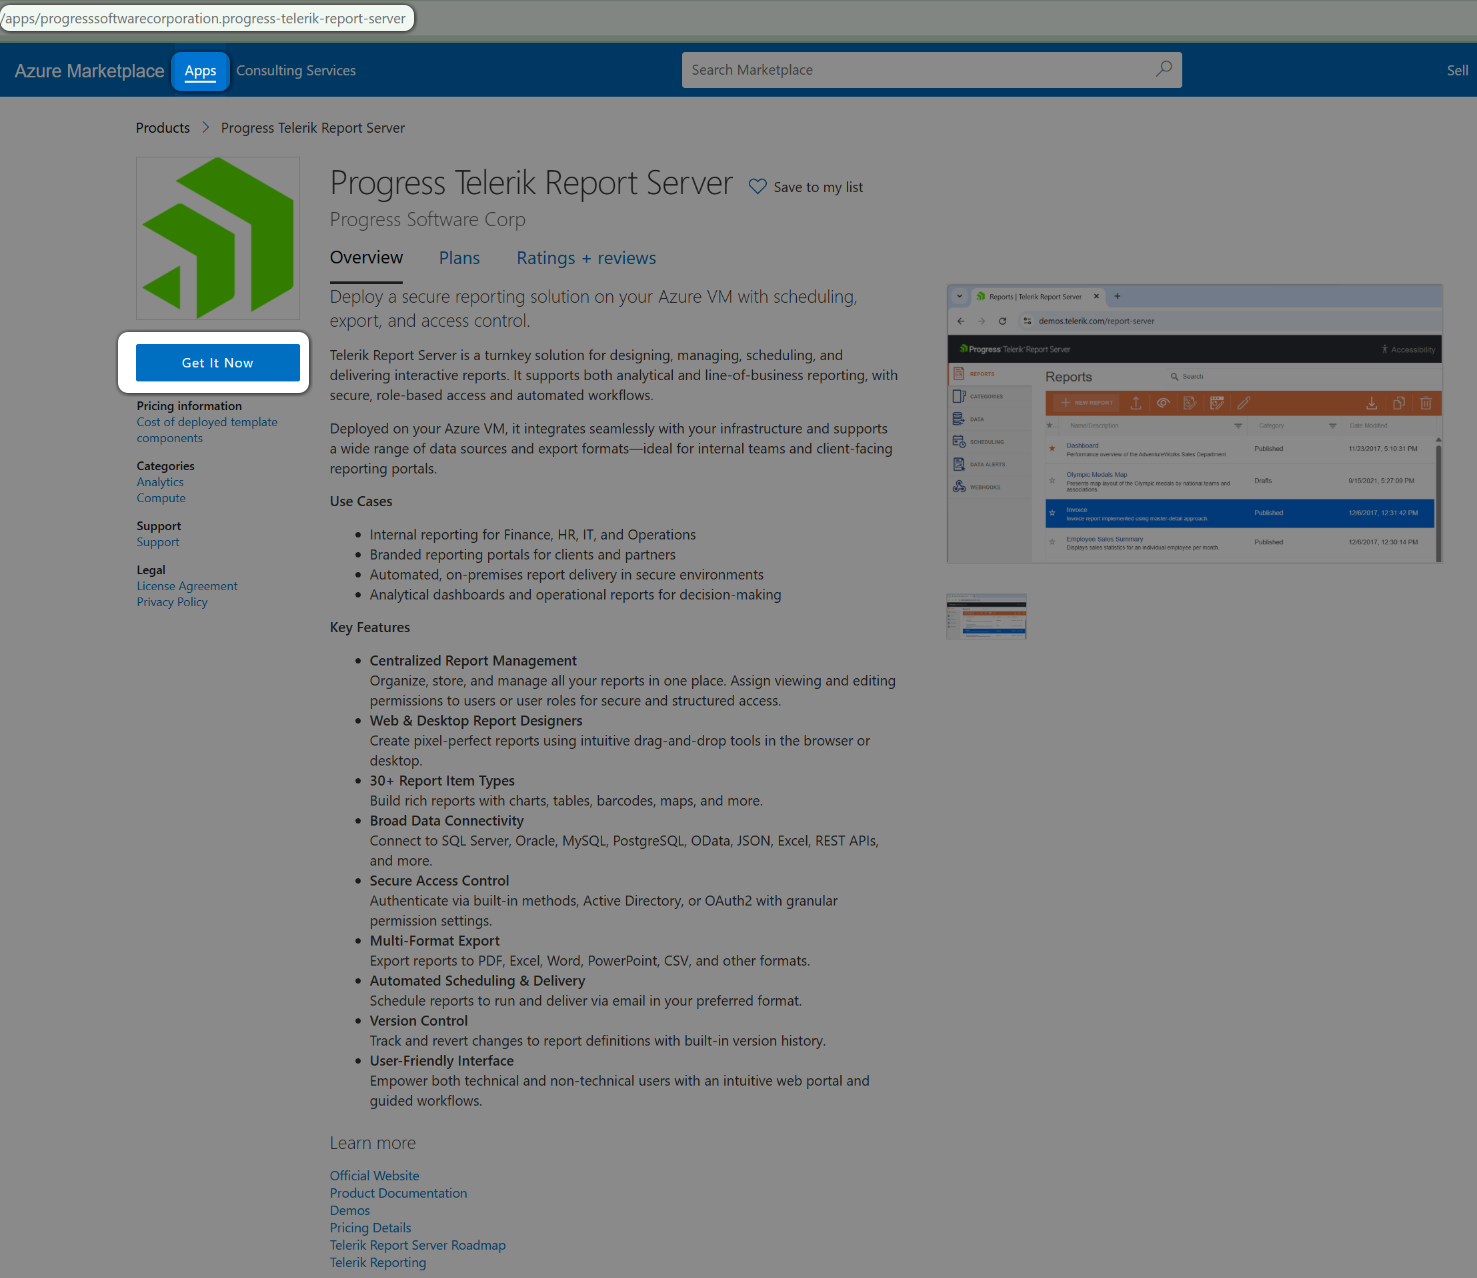 /apps/progresssoftwarecorporation.progress-telerik-report-server
Azure Marketplace
Apps
Consulting Services
Search Marketplace
Sell
Products
Progress Telerik Report Server
Progress Telerik Report Server
Save to my list
Progress Software Corp
Overview
Plans
Ratings + reviews
Get It Now
Pricing information
Cost of deployed template
components
Categories
Analytics
Compute
Support
Support
Legal
License Agreement
Privacy Policy
Deploy a secure reporting solution on your Azure VM with scheduling,
export, and access control.
Telerik Report Server is a turnkey solution for designing, managing, scheduling, and
delivering interactive reports. It supports both analytical and line-of-business reporting, with
secure, role-based access and automated workflows.
Deployed on your Azure VM, it integrates seamlessly with your infrastructure and supports
a wide range of data sources and export formats—ideal for internal teams and client-facing
reporting portals.
Use Cases
• Internal reporting for Finance, HR, IT, and Operations
• Branded reporting portals for clients and partners
• Automated, on-premises report delivery in secure environments
• Analytical dashboards and operational reports for decision-making
Key Features
• Centralized Report Management
Organize, store, and manage all your reports in one place. Assign viewing and editing
permissions to users or user roles for secure and structured access.
• Web & Desktop Report Designers
Create pixel-perfect reports using intuitive drag-and-drop tools in the browser or
desktop.
• 30+ Report Item Types
Build rich reports with charts, tables, barcodes, maps, and more.
• Broad Data Connectivity
Connect to SQL Server, Oracle, MySQL, PostgreSQL, OData, JSON, Excel, REST APIs,
and more.
• Secure Access Control
Authenticate via built-in methods, Active Directory, or OAuth2 with granular
permission settings.
• Multi-Format Export
Export reports to PDF, Excel, Word, PowerPoint, CSV, and other formats.
• Automated Scheduling & Delivery
Schedule reports to run and deliver via email in your preferred format.
• Version Control
Track and revert changes to report definitions with built-in version history.
• User-Friendly Interface
Empower both technical and non-technical users with an intuitive web portal and
guided workflows.
Learn more
Official Website
Product Documentation
Demos
Pricing Details
Telerik Report Server Roadmap
Telerik Reporting
Reports | Telerik Report Server
demos.telerik.com/report-server
Progress Telerik Report Server
Accessibility
REPORTS
CATEGORIES
DATA
SCHEDULING
DATA ALERTS
WEBHOOKS
Reports
Search
NEW REPORT
Name/Description
Category
Date Modified
Dashboard
Performance overview of the AdventureWorks Sales Department.
Published
11/23/2017, 5:10:31 PM
Olympic Medals Map
Presents map layout of the Olympic medals by national teams and
associations.
Drafts
9/15/2021, 5:27:09 PM
Invoice
Invoice report implemented using master-detail approach.
Published
12/6/2017, 12:31:42 PM
Employee Sales Summary
Displays sales statistics for an individual employee per month.
Published
12/6/2017, 12:30:14 PM